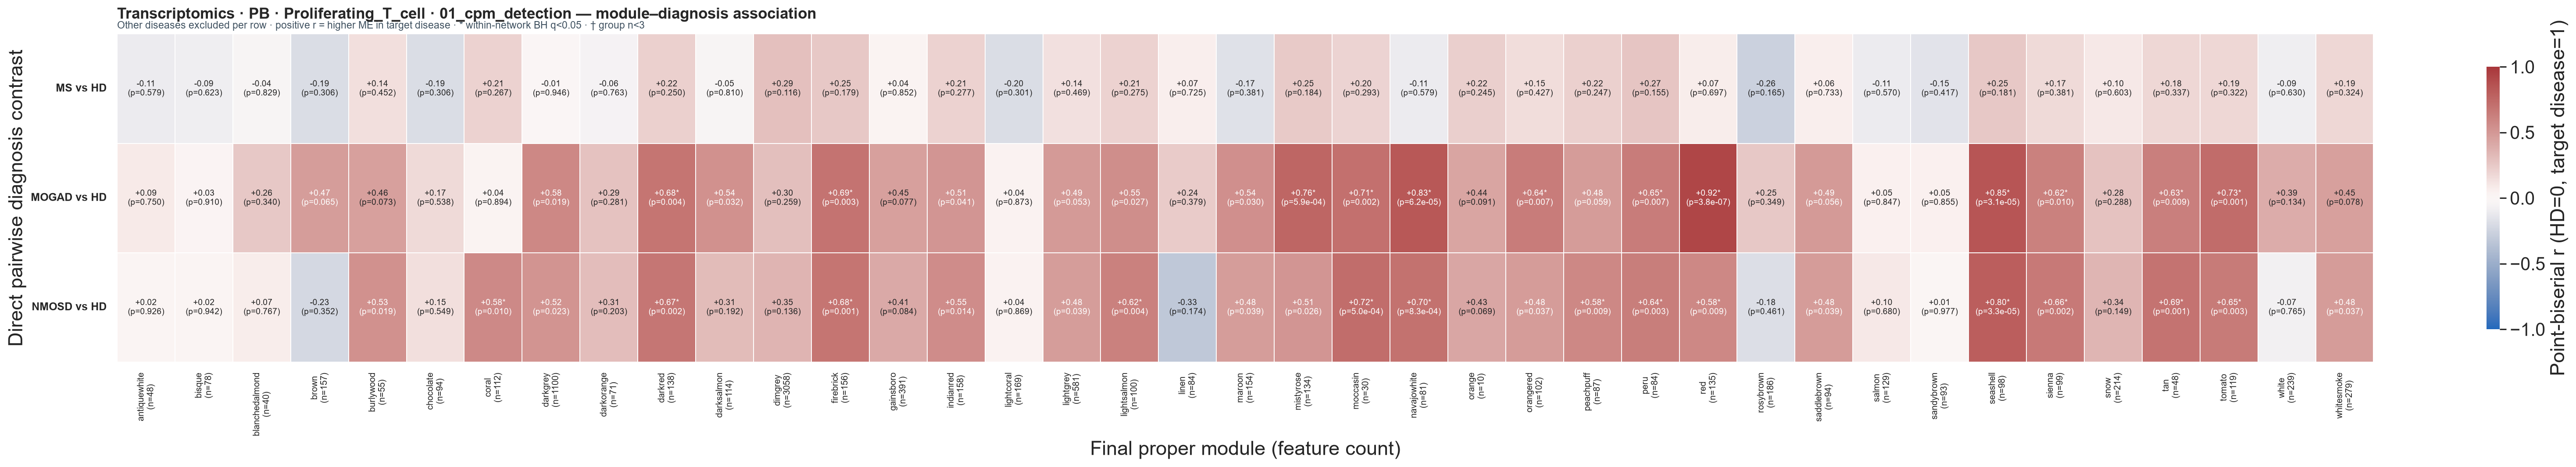 Transcriptomics · PB · Proliferating_T_cell · 01_cpm_detection — module–diagnosis association
Other diseases excluded per row · positive r = higher ME in target disease · * within-network BH q<0.05 · † group n<3
Direct pairwise diagnosis contrast
MS vs HD
-0.11 -0.09 -0.04 -0.19 +0.14 -0.19 +0.21 -0.01 -0.06 +0.22 -0.05 +0.29 +0.25 +0.04 +0.21 -0.20 +0.14 +0.21 +0.07 -0.17 +0.25 +0.20 -0.11 +0.22 +0.15 +0.22 +0.27 +0.07 -0.26 +0.06 -0.11 -0.15 +0.25 +0.17 +0.10 +0.18 +0.19 -0.09 +0.19
(p=0.579) (p=0.623) (p=0.829) (p=0.306) (p=0.452) (p=0.306) (p=0.267) (p=0.946) (p=0.763) (p=0.250) (p=0.810) (p=0.116) (p=0.179) (p=0.852) (p=0.277) (p=0.301) (p=0.469) (p=0.275) (p=0.725) (p=0.381) (p=0.184) (p=0.293) (p=0.579) (p=0.245) (p=0.427) (p=0.247) (p=0.155) (p=0.697) (p=0.165) (p=0.733) (p=0.570) (p=0.417) (p=0.181) (p=0.381) (p=0.603) (p=0.337) (p=0.322) (p=0.630) (p=0.324)
MOGAD vs HD
+0.09 +0.03 +0.26 +0.47 +0.46 +0.17 +0.04 +0.58 +0.29 +0.68* +0.54 +0.30 +0.69* +0.45 +0.51 +0.04 +0.49 +0.55 +0.24 +0.54 +0.76* +0.71* +0.83* +0.44 +0.64* +0.48 +0.65* +0.92* +0.25 +0.49 +0.05 +0.05 +0.85* +0.62* +0.28 +0.63* +0.73* +0.39 +0.45
(p=0.750) (p=0.910) (p=0.340) (p=0.065) (p=0.073) (p=0.538) (p=0.894) (p=0.019) (p=0.281) (p=0.004) (p=0.032) (p=0.259) (p=0.003) (p=0.077) (p=0.041) (p=0.873) (p=0.053) (p=0.027) (p=0.379) (p=0.030) (p=5.9e-04) (p=0.002) (p=6.2e-05) (p=0.091) (p=0.007) (p=0.059) (p=0.007) (p=3.8e-07) (p=0.349) (p=0.056) (p=0.847) (p=0.855) (p=3.1e-05) (p=0.010) (p=0.288) (p=0.009) (p=0.001) (p=0.134) (p=0.078)
NMOSD vs HD
+0.02 +0.02 +0.07 -0.23 +0.53 +0.15 +0.58* +0.52 +0.31 +0.67* +0.31 +0.35 +0.68* +0.41 +0.55 +0.04 +0.48 +0.62* -0.33 +0.48 +0.51 +0.72* +0.70* +0.43 +0.48 +0.58* +0.64* +0.58* -0.18 +0.48 +0.10 +0.01 +0.80* +0.66* +0.34 +0.69* +0.65* -0.07 +0.48
(p=0.926) (p=0.942) (p=0.767) (p=0.352) (p=0.019) (p=0.549) (p=0.010) (p=0.023) (p=0.203) (p=0.002) (p=0.192) (p=0.136) (p=0.001) (p=0.084) (p=0.014) (p=0.869) (p=0.039) (p=0.004) (p=0.174) (p=0.039) (p=0.026) (p=5.0e-04) (p=8.3e-04) (p=0.069) (p=0.037) (p=0.009) (p=0.003) (p=0.009) (p=0.461) (p=0.039) (p=0.680) (p=0.977) (p=3.3e-05) (p=0.002) (p=0.149) (p=0.001) (p=0.003) (p=0.765) (p=0.037)
antiquewhite (n=48)
bisque (n=78)
blanchedalmond (n=40)
brown (n=157)
burlywood (n=55)
chocolate (n=94)
coral (n=112)
darkgrey (n=1100)
darkorange (n=71)
darkred (n=138)
darksalmon (n=114)
dimgrey (n=3058)
firebrick (n=156)
gainsboro (n=3391)
indianred (n=158)
lightcoral (n=169)
lightgrey (n=581)
lightsalmon (n=100)
linen (n=84)
maroon (n=154)
mistyrose (n=134)
moccasin (n=30)
navajowhite (n=81)
orange (n=10)
orangered (n=102)
peachpuff (n=87)
peru (n=84)
red (n=135)
rosybrown (n=186)
saddlebrown (n=94)
salmon (n=129)
sandybrown (n=93)
seashell (n=98)
sienna (n=99)
snow (n=214)
tan (n=48)
tomato (n=119)
white (n=239)
whitesmoke (n=279)
Final proper module (feature count)
1.0
0.5
0.0
−0.5
−1.0
Point-biserial r (HD=0, target disease=1)